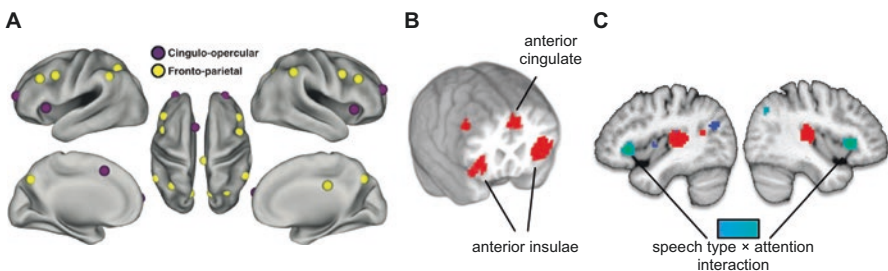 A
Cingulo-opercular
Fronto-parietal
B
anterior
cingulate
anterior insulae
C
speech type × attention
interaction